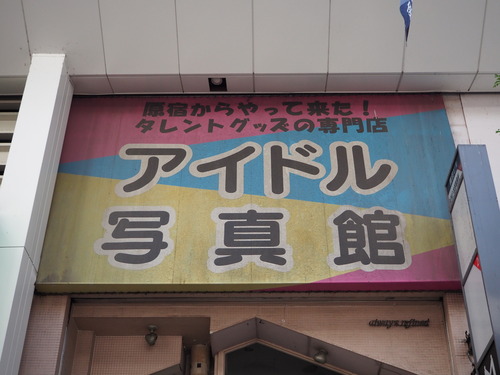 原宿からやって来た!
タレントグッズの専門店
アイドル
写真館